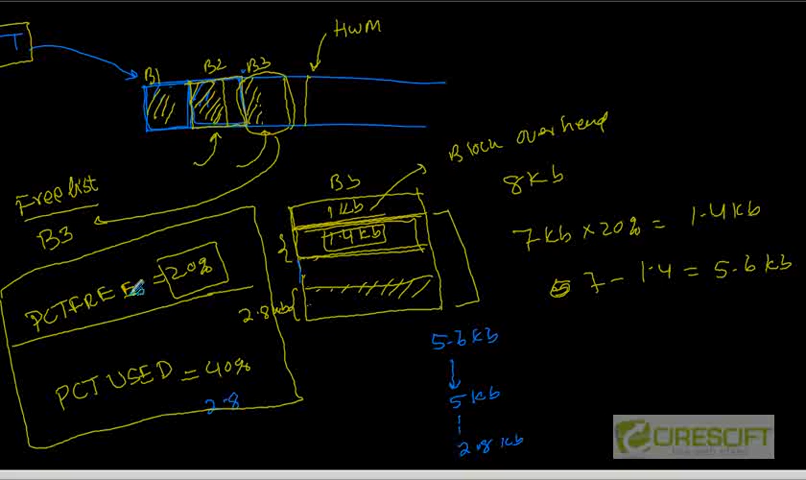 T
HWM
B1 B2 B3
Block overhead
8Kb
7Kb × 20% = 1.4Kb
7 - 1.4 = 5.6Kb
Free list
B3
PCTFREE = 20%
PCTUSED = 40%
2.8
B3
1Kb
1.4Kb
2.8Kb
5.6Kb
5Kb
2.8Kb
CIRESCIFT